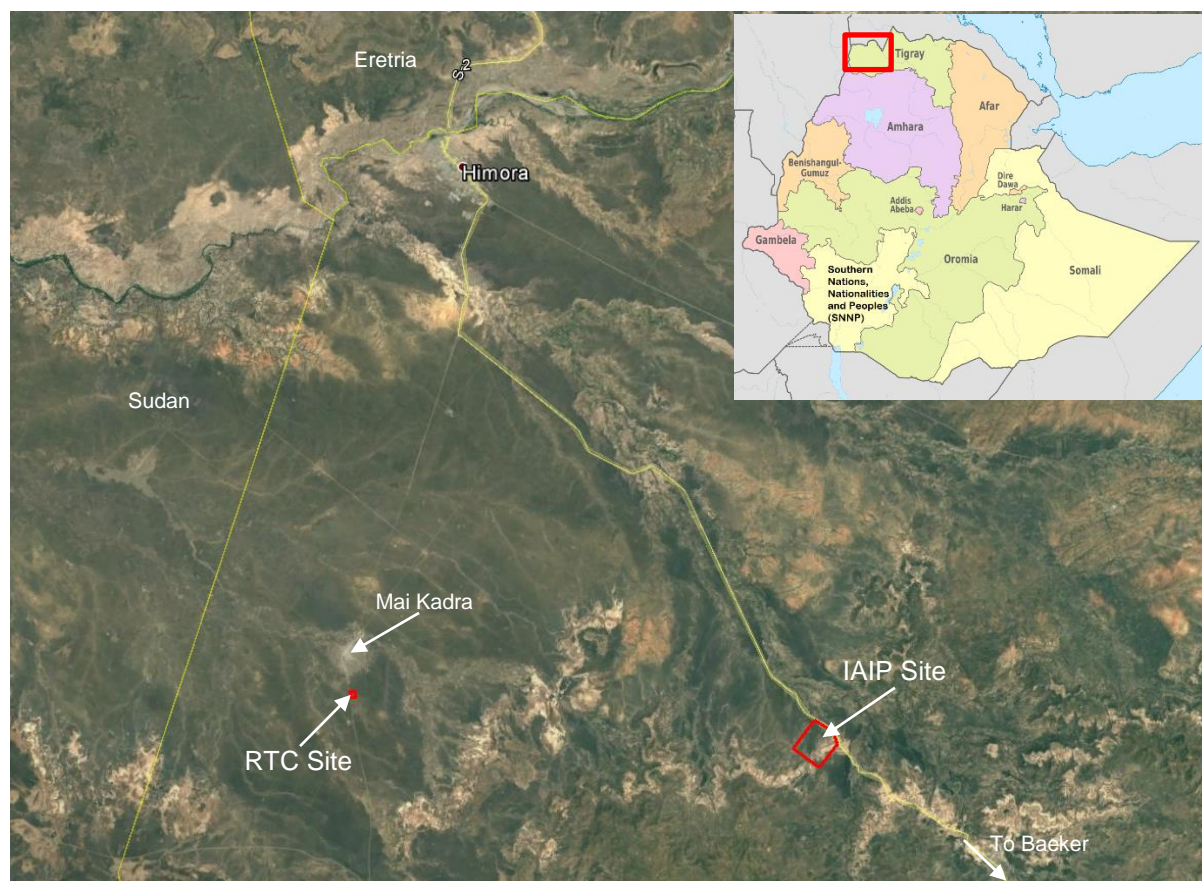 Eretria
S-2
Himora
Sudan
Mai Kadra
RTC Site
IAIP Site
To Baeker
Tigray
Afar
Amhara
Benishangul-
Gumuz
Dire
Dawa
Addis
Abeba
Harar
Gambela
Oromia
Somali
Southern
Nations,
Nationalities
and Peoples
(SNNP)